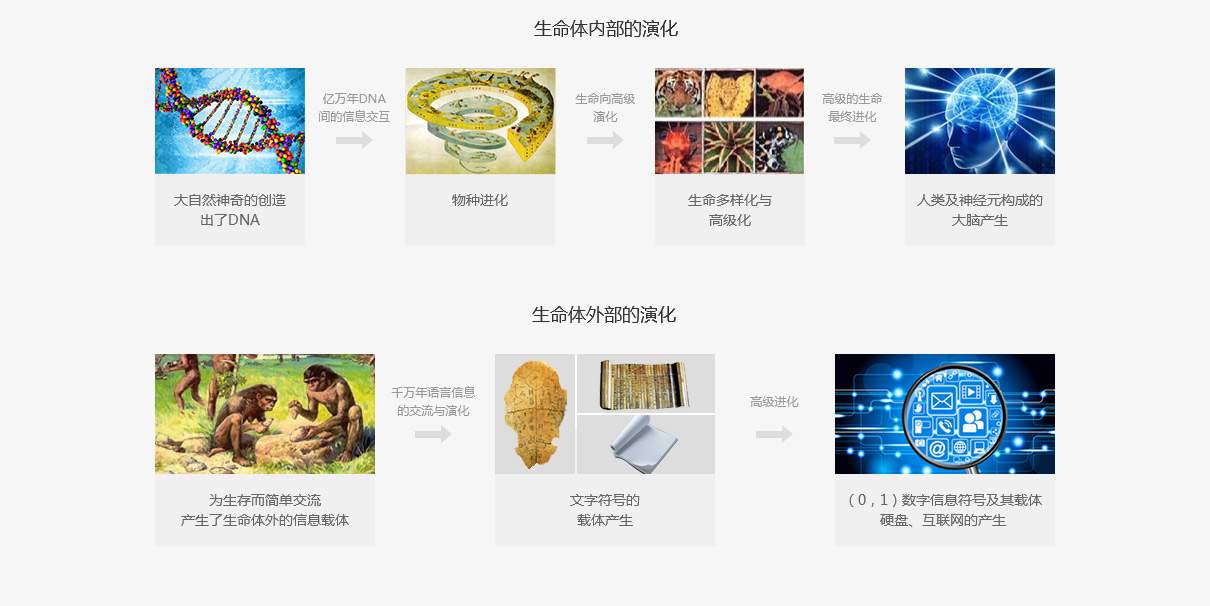 生命体内部的演化
亿万年DNA
间的信息交互
生命向高级
演化
高级的生命
最终进化
大自然神奇的创造
出了DNA
物种进化
生命多样化与
高级化
人类及神经元构成的
大脑产生
生命体外部的演化
千万年语言信息
的交流与演化
高级进化
为生存而简单交流
产生了生命体外的信息载体
文字符号的
载体产生
（0，1）数字信息符号及其载体
硬盘、互联网的产生